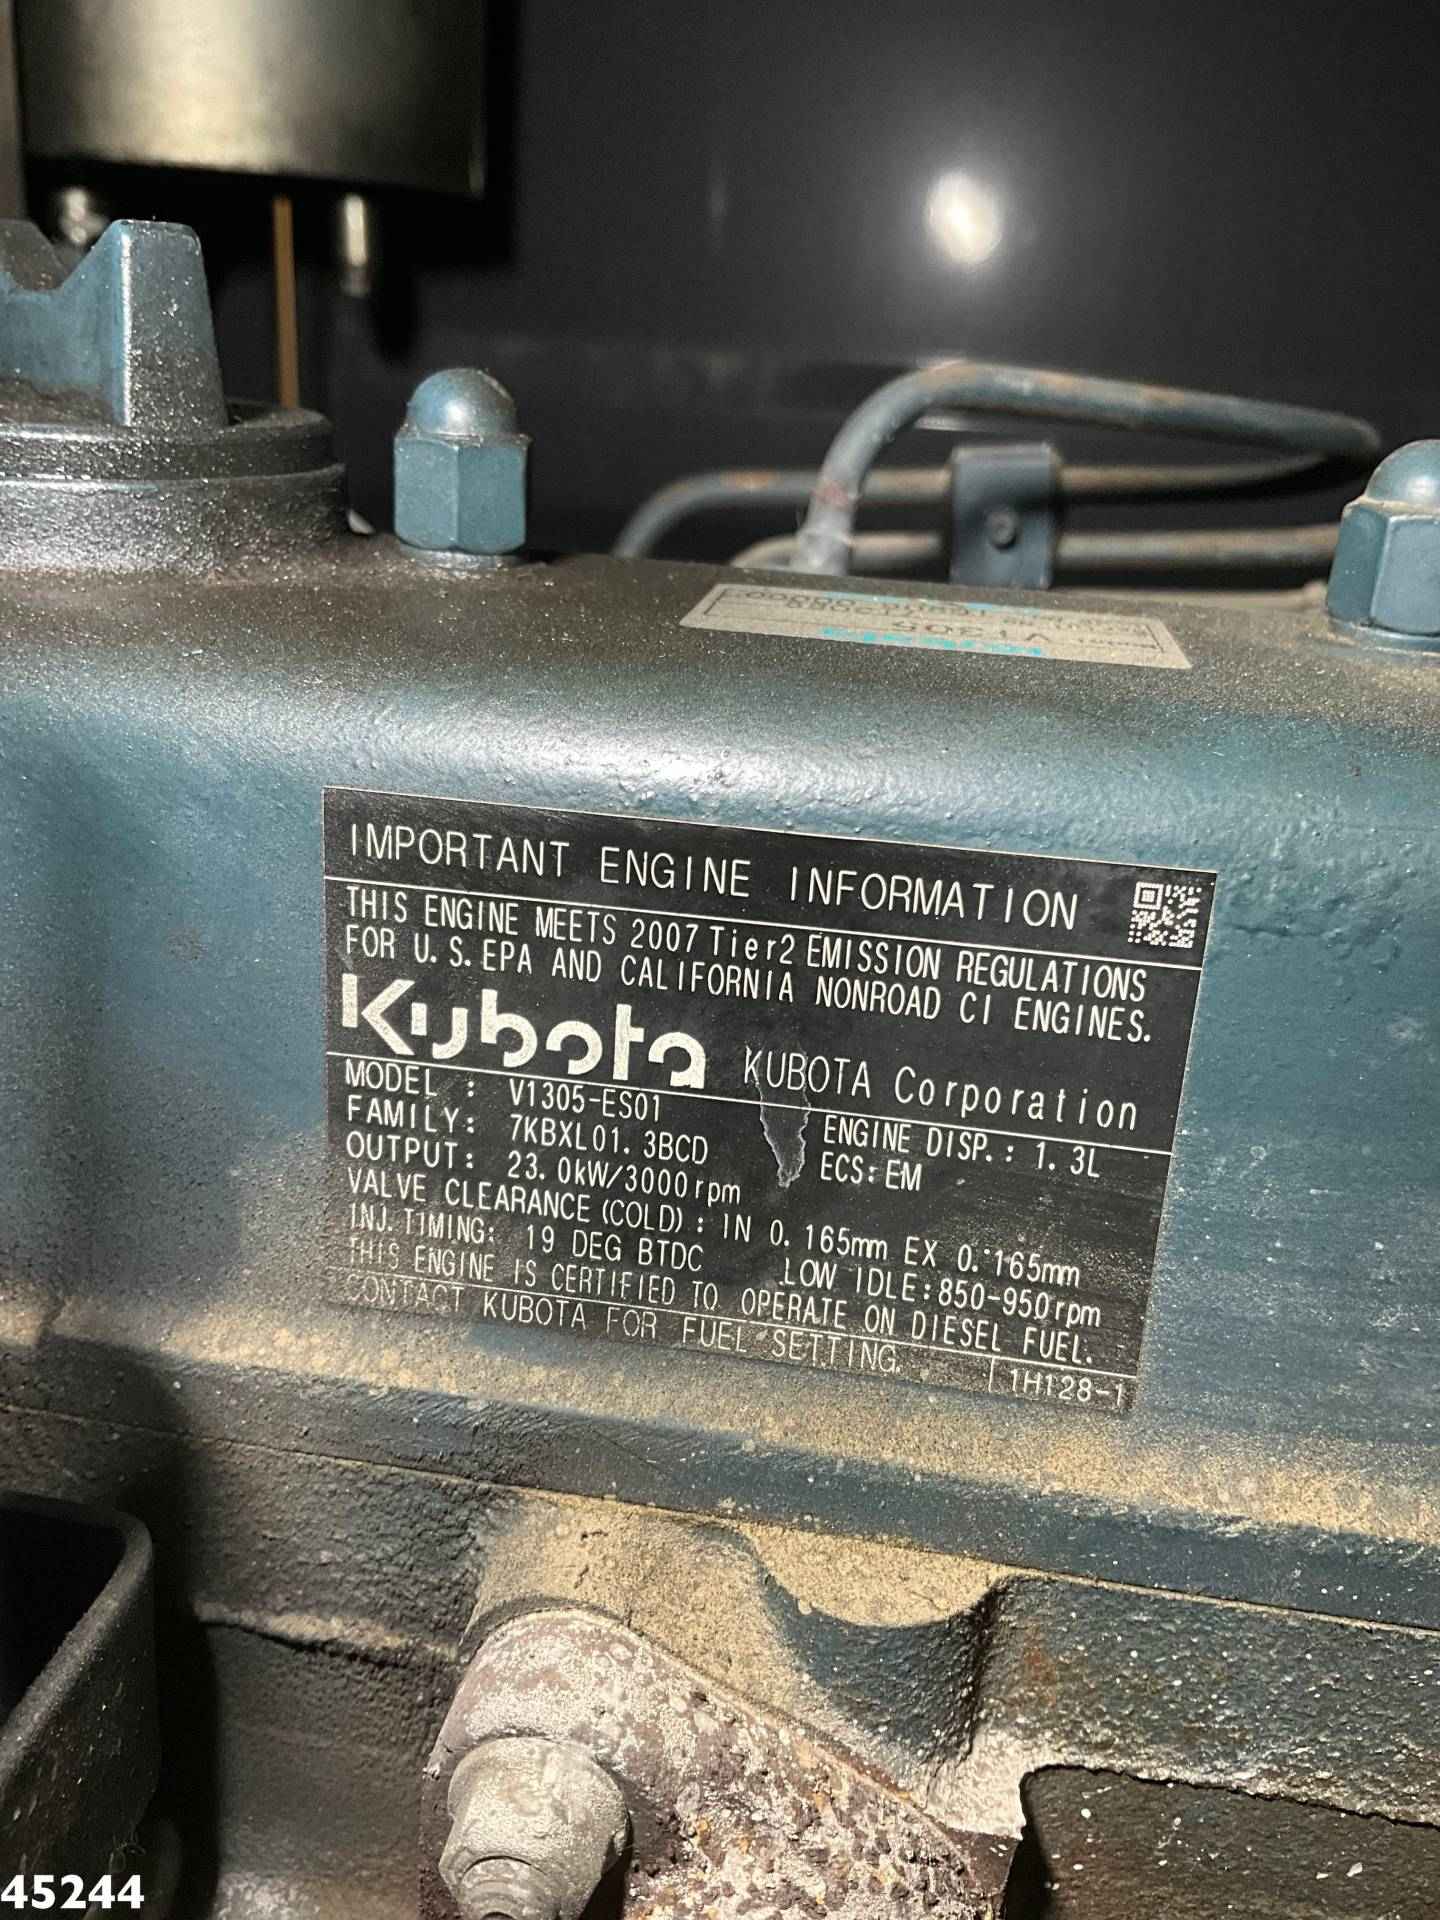 Kubota
V1305
IMPORTANT ENGINE INFORMATION
THIS ENGINE MEETS 2007 Tier2 EMISSION REGULATIONS
FOR U.S.EPA AND CALIFORNIA NONROAD CI ENGINES.
Kubota KUBOTA Corporation
MODEL : V1305-ES01
FAMILY: 7KBXL01.3BCD ENGINE DISP.: 1.3L
OUTPUT: 23.0kW/3000rpm ECS:EM
VALVE CLEARANCE(COLD): IN 0.165mm EX 0.165mm
INJ.TIMING: 19 DEG BTDC LOW IDLE:850-950rpm
THIS ENGINE IS CERTIFIED TO OPERATE ON DIESEL FUEL.
CONTACT KUBOTA FOR FUEL SETTING.
1H128-1
45244